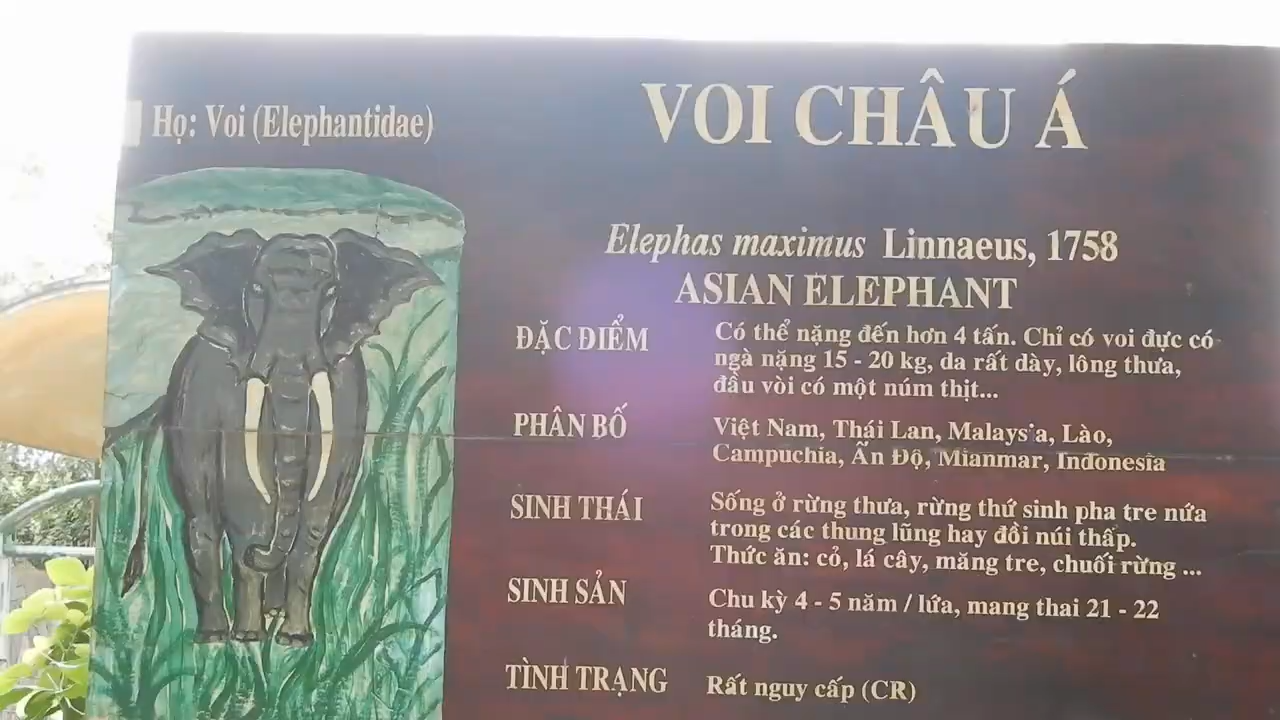 Họ: Voi (Elephantidae)
VOI CHÂU Á
Elephas maximus Linnaeus, 1758
ASIAN ELEPHANT
ĐẶC ĐIỂM
Có thể nặng đến hơn 4 tấn. Chỉ có voi đực có
ngà nặng 15 - 20 kg, da rất dày, lông thưa,
đầu vòi có một núm thịt...
PHÂN BỐ
Việt Nam, Thái Lan, Malays'a, Lào,
Campuchia, Ấn Độ, Mianmar, Indonesia
SINH THÁI
Sống ở rừng thưa, rừng thứ sinh pha tre nứa
trong các thung lũng hay đồi núi thấp.
Thức ăn: cỏ, lá cây, măng tre, chuối rừng ...
SINH SẢN
Chu kỳ 4 - 5 năm / lứa, mang thai 21 - 22
tháng.
TÌNH TRẠNG
Rất nguy cấp (CR)